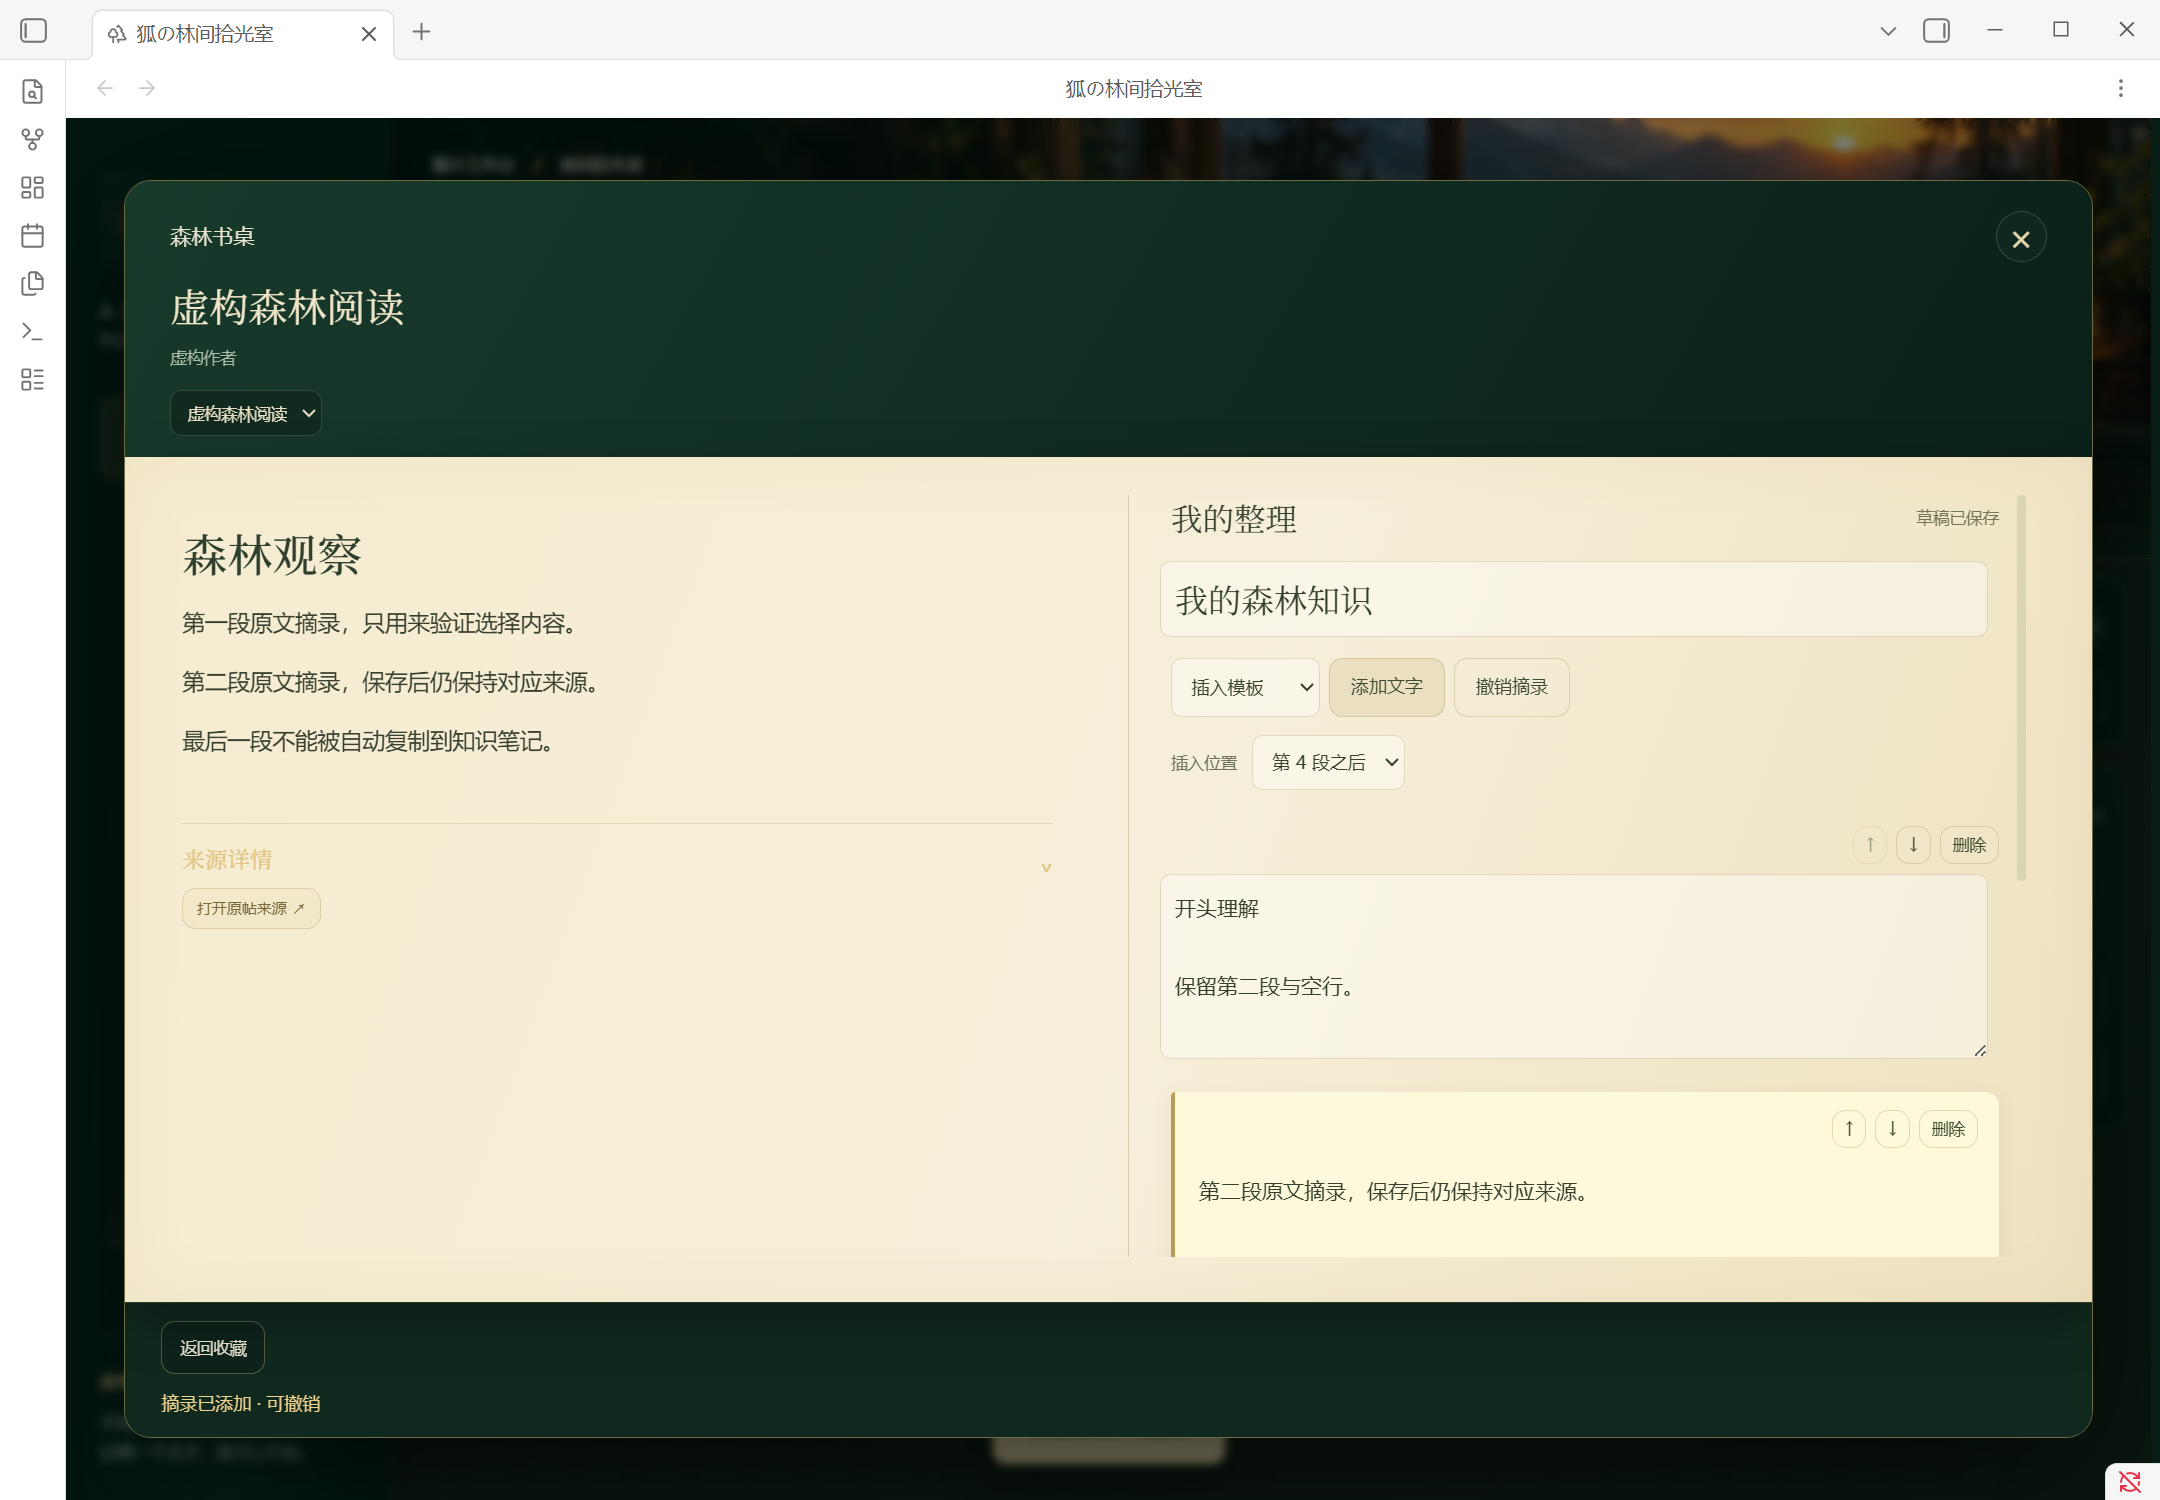 狐の林间拾光室
狐の林间拾光室
森林书桌
虚构森林阅读
虚构作者
虚构森林阅读
森林观察
第一段原文摘录，只用来验证选择内容。
第二段原文摘录，保存后仍保持对应来源。
最后一段不能被自动复制到知识笔记。
来源详情
打开原帖来源 ↗
我的整理
草稿已保存
我的森林知识
插入模板
添加文字
撤销摘录
插入位置
第 4 段之后
↑ ↓ 删除
开头理解
保留第二段与空行。
↑ ↓ 删除
第二段原文摘录，保存后仍保持对应来源。
返回收藏
摘录已添加 · 可撤销